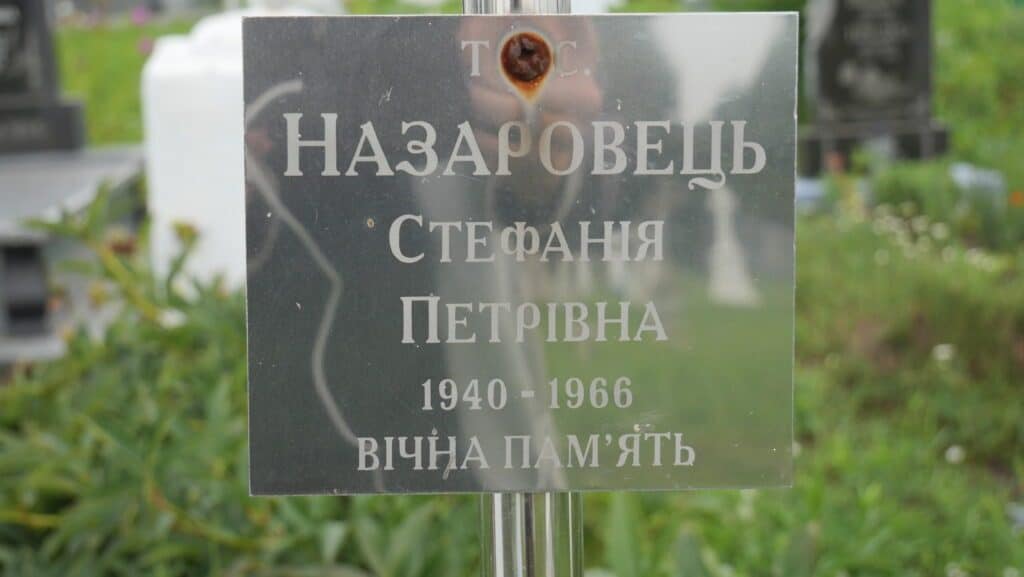 Т С.
НАЗАРОВЕЦЬ
СТЕФАНІЯ
ПЕТРІВНА
1940 - 1966
ВІЧНА ПАМ'ЯТЬ